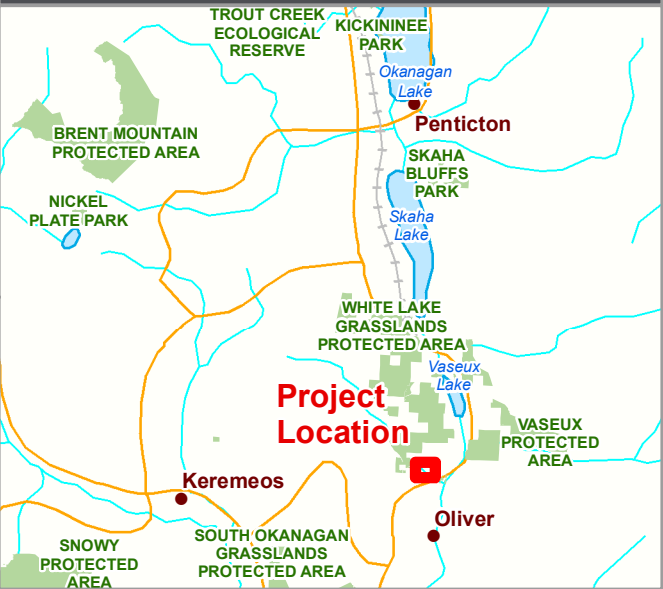 TROUT CREEK
ECOLOGICAL
RESERVE
KICKININEE
PARK
Okanagan
Lake
Penticton
BRENT MOUNTAIN
PROTECTED AREA
SKAHA
BLUFFS
PARK
NICKEL
PLATE PARK
Skaha
Lake
WHITE LAKE
GRASSLANDS
PROTECTED AREA
Vaseux
Lake
Project
Location
VASEUX
PROTECTED
AREA
Keremeos
Oliver
SOUTH OKANAGAN
GRASSLANDS
PROTECTED AREA
SNOWY
PROTECTED
AREA